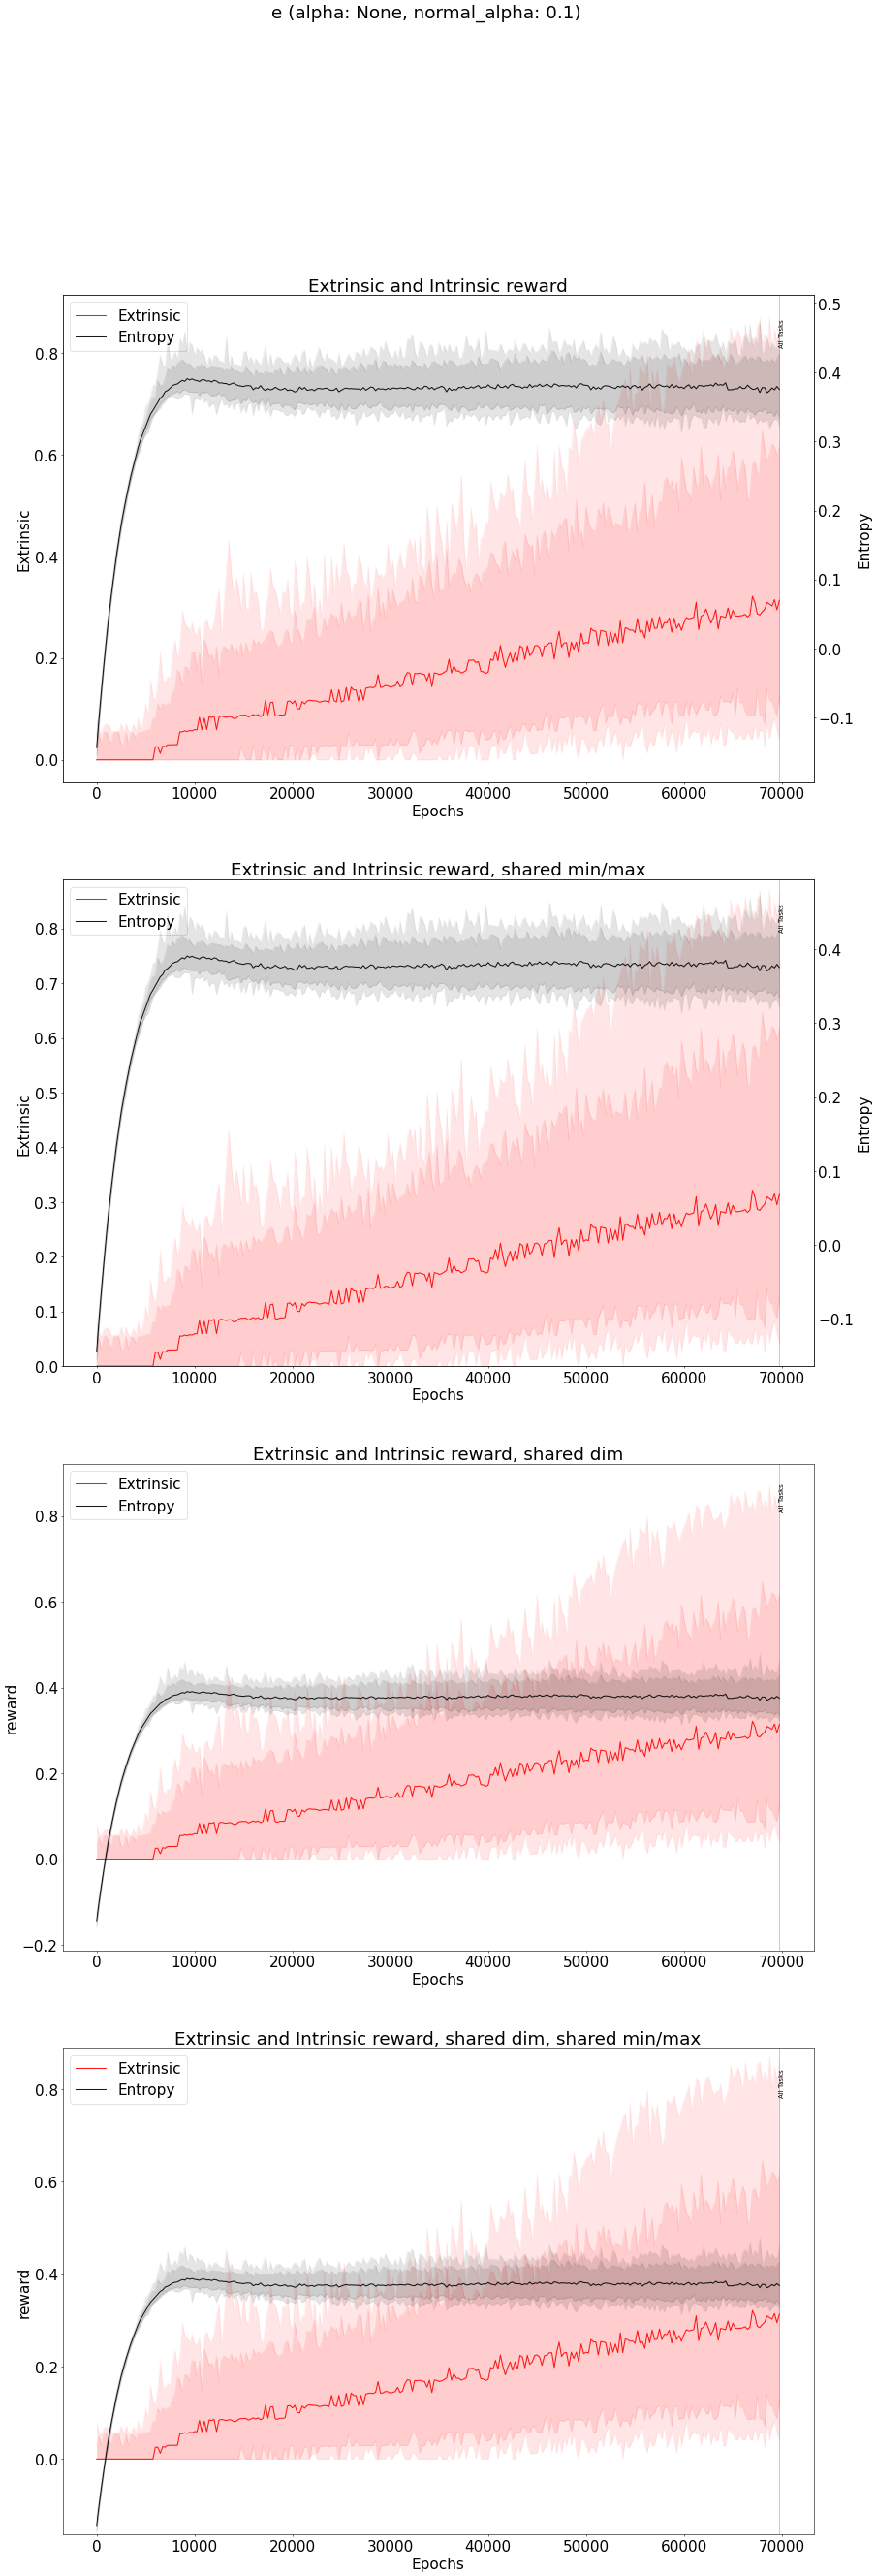 e (alpha: None, normal_alpha: 0.1)
Extrinsic and Intrinsic reward
Extrinsic
Entropy
All Tasks
0.8
0.6
0.4
0.2
0.0
Extrinsic
0.5
0.4
0.3
0.2
0.1
0.0
−0.1
Entropy
0 10000 20000 30000 40000 50000 60000 70000
Epochs
Extrinsic and Intrinsic reward, shared min/max
Extrinsic
Entropy
All Tasks
0.8
0.7
0.6
0.5
0.4
0.3
0.2
0.1
0.0
Extrinsic
0.4
0.3
0.2
0.1
0.0
−0.1
Entropy
0 10000 20000 30000 40000 50000 60000 70000
Epochs
Extrinsic and Intrinsic reward, shared dim
Extrinsic
Entropy
All Tasks
0.8
0.6
0.4
0.2
0.0
−0.2
reward
0 10000 20000 30000 40000 50000 60000 70000
Epochs
Extrinsic and Intrinsic reward, shared dim, shared min/max
Extrinsic
Entropy
All Tasks
0.8
0.6
0.4
0.2
0.0
reward
0 10000 20000 30000 40000 50000 60000 70000
Epochs